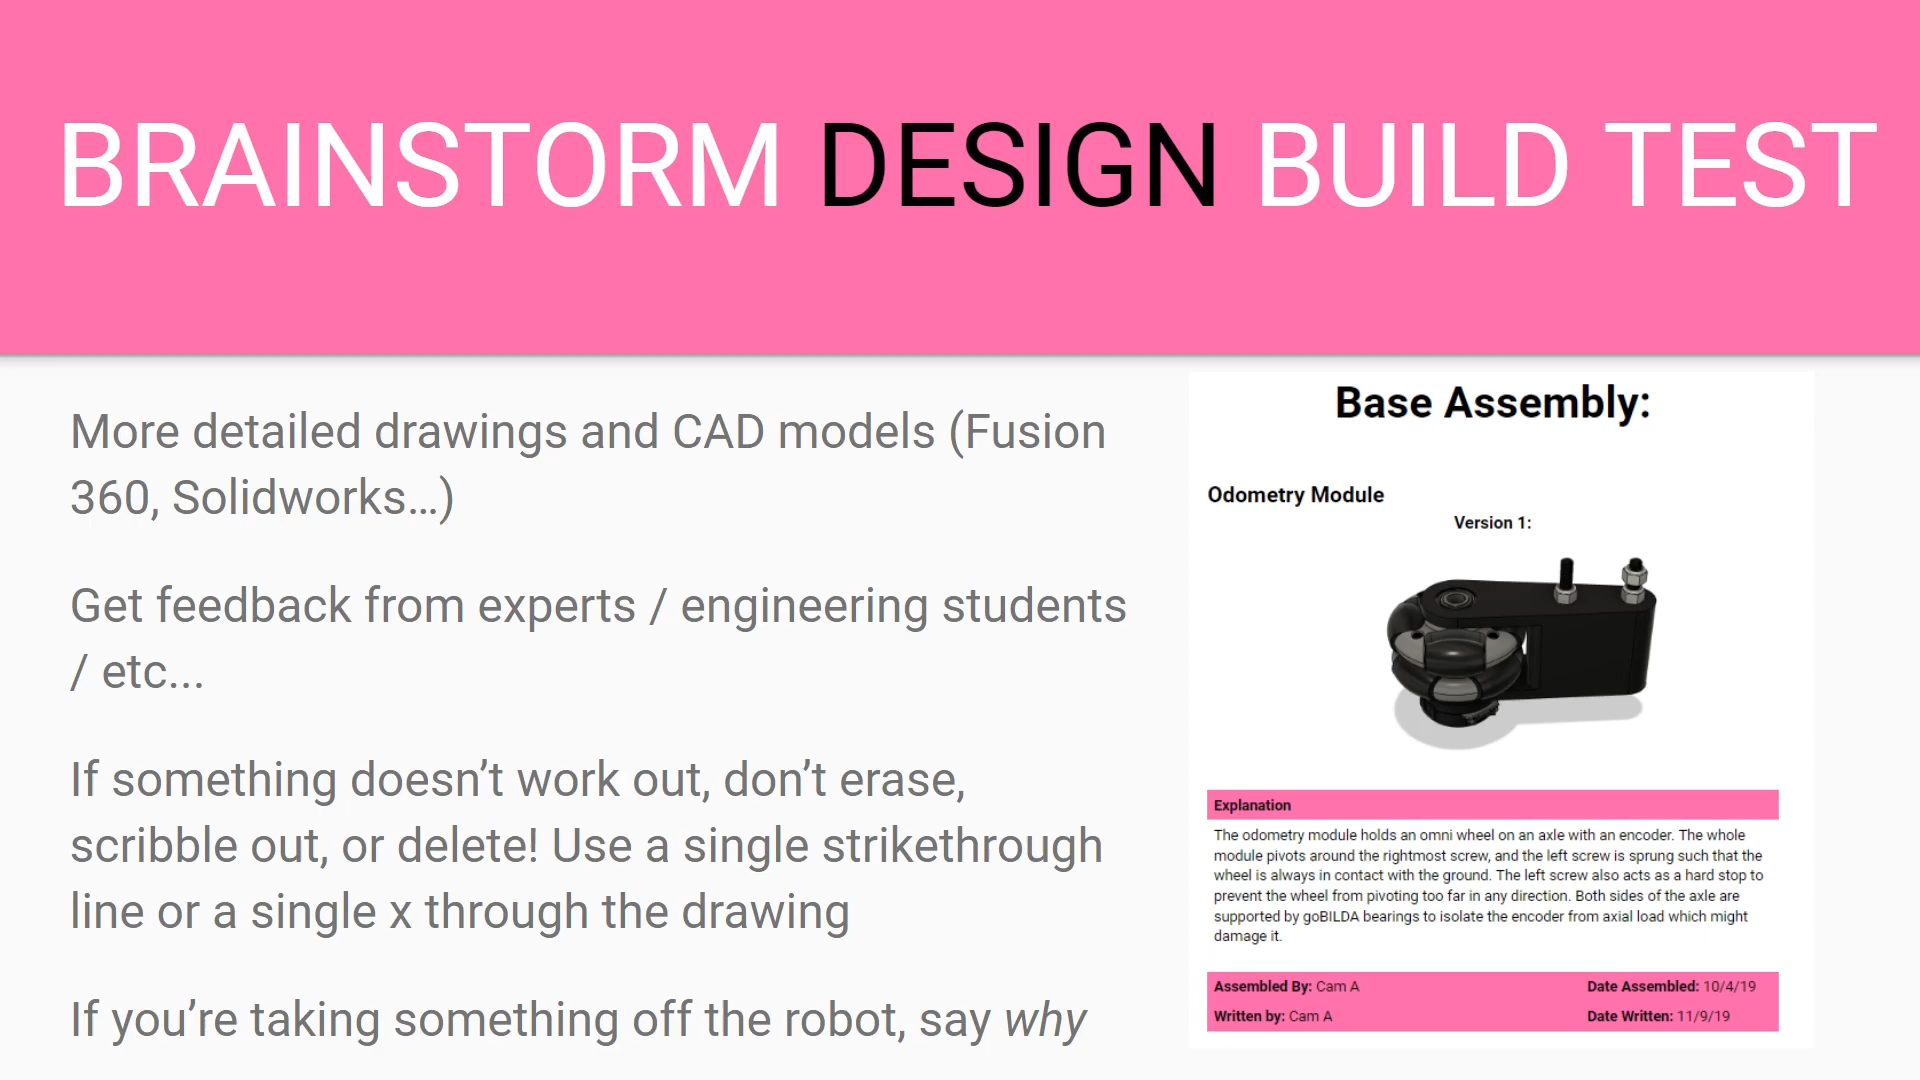 BRAINSTORM DESIGN BUILD TEST
More detailed drawings and CAD models (Fusion
360, Solidworks...)
Get feedback from experts / engineering students
/ etc...
If something doesn’t work out, don’t erase,
scribble out, or delete! Use a single strikethrough
line or a single x through the drawing
If you’re taking something off the robot, say why
Base Assembly:
Odometry Module
Version 1:
Explanation
The odometry module holds an omni wheel on an axle with an encoder. The whole
module pivots around the rightmost screw, and the left screw is sprung such that the
wheel is always in contact with the ground. The left screw also acts as a hard stop to
prevent the wheel from pivoting too far in any direction. Both sides of the axle are
supported by goBILDA bearings to isolate the encoder from axial load which might
damage it.
Assembled By: Cam A Date Assembled: 10/4/19
Written by: Cam A Date Written: 11/9/19